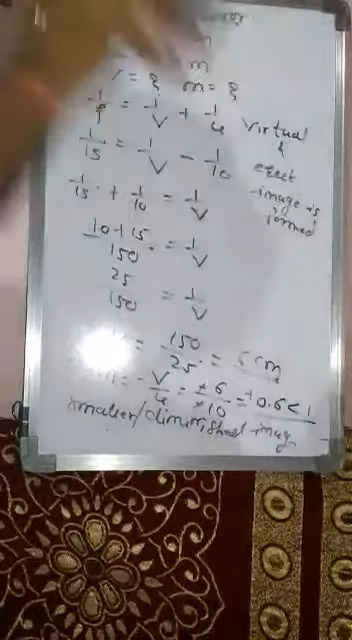 m
v = ? m = ?
1/f = 1/v + 1/u
1/15 = 1/v - 1/10
1/15 + 1/10 = 1/v
10+15/150 = 1/v
25/150 = 1/v
= 150/25 = 6 cm
= -v/u = +6/+10 = +0.6 < 1
smaller/diminished image
virtual
&
erect
image is
formed